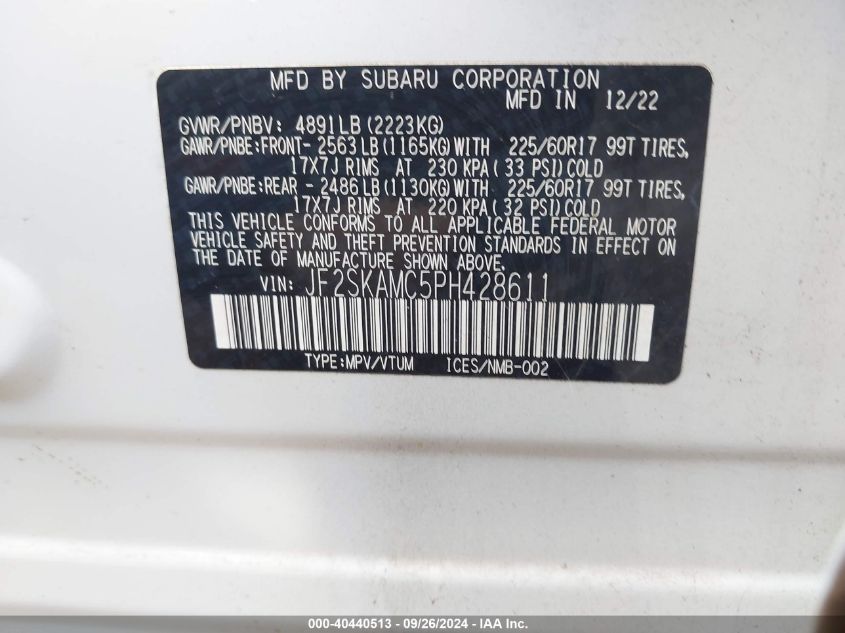 MFD BY SUBARU CORPORATION
MFD IN 12/22
GVWR/PNBV: 4891LB(2223KG)
GAWR/PNBE:FRONT- 2563LB(1165KG)WITH 225/60R17 99T TIRES,
17X7J RIMS AT 230 KPA( 33 PSI)COLD
GAWR/PNBE:REAR - 2486LB(1130KG)WITH 225/60R17 99T TIRES,
17X7J RIMS AT 220 KPA( 32 PSI)COLD
THIS VEHICLE CONFORMS TO ALL APPLICABLE FEDERAL MOTOR
VEHICLE SAFETY AND THEFT PREVENTION STANDARDS IN EFFECT ON
THE DATE OF MANUFACTURE SHOWN ABOVE.
VIN: JF2SKAMC5PH428611
TYPE:MPV/VTUM ICES/NMB-002
000-40440513 - 09/26/2024 - IAA Inc.